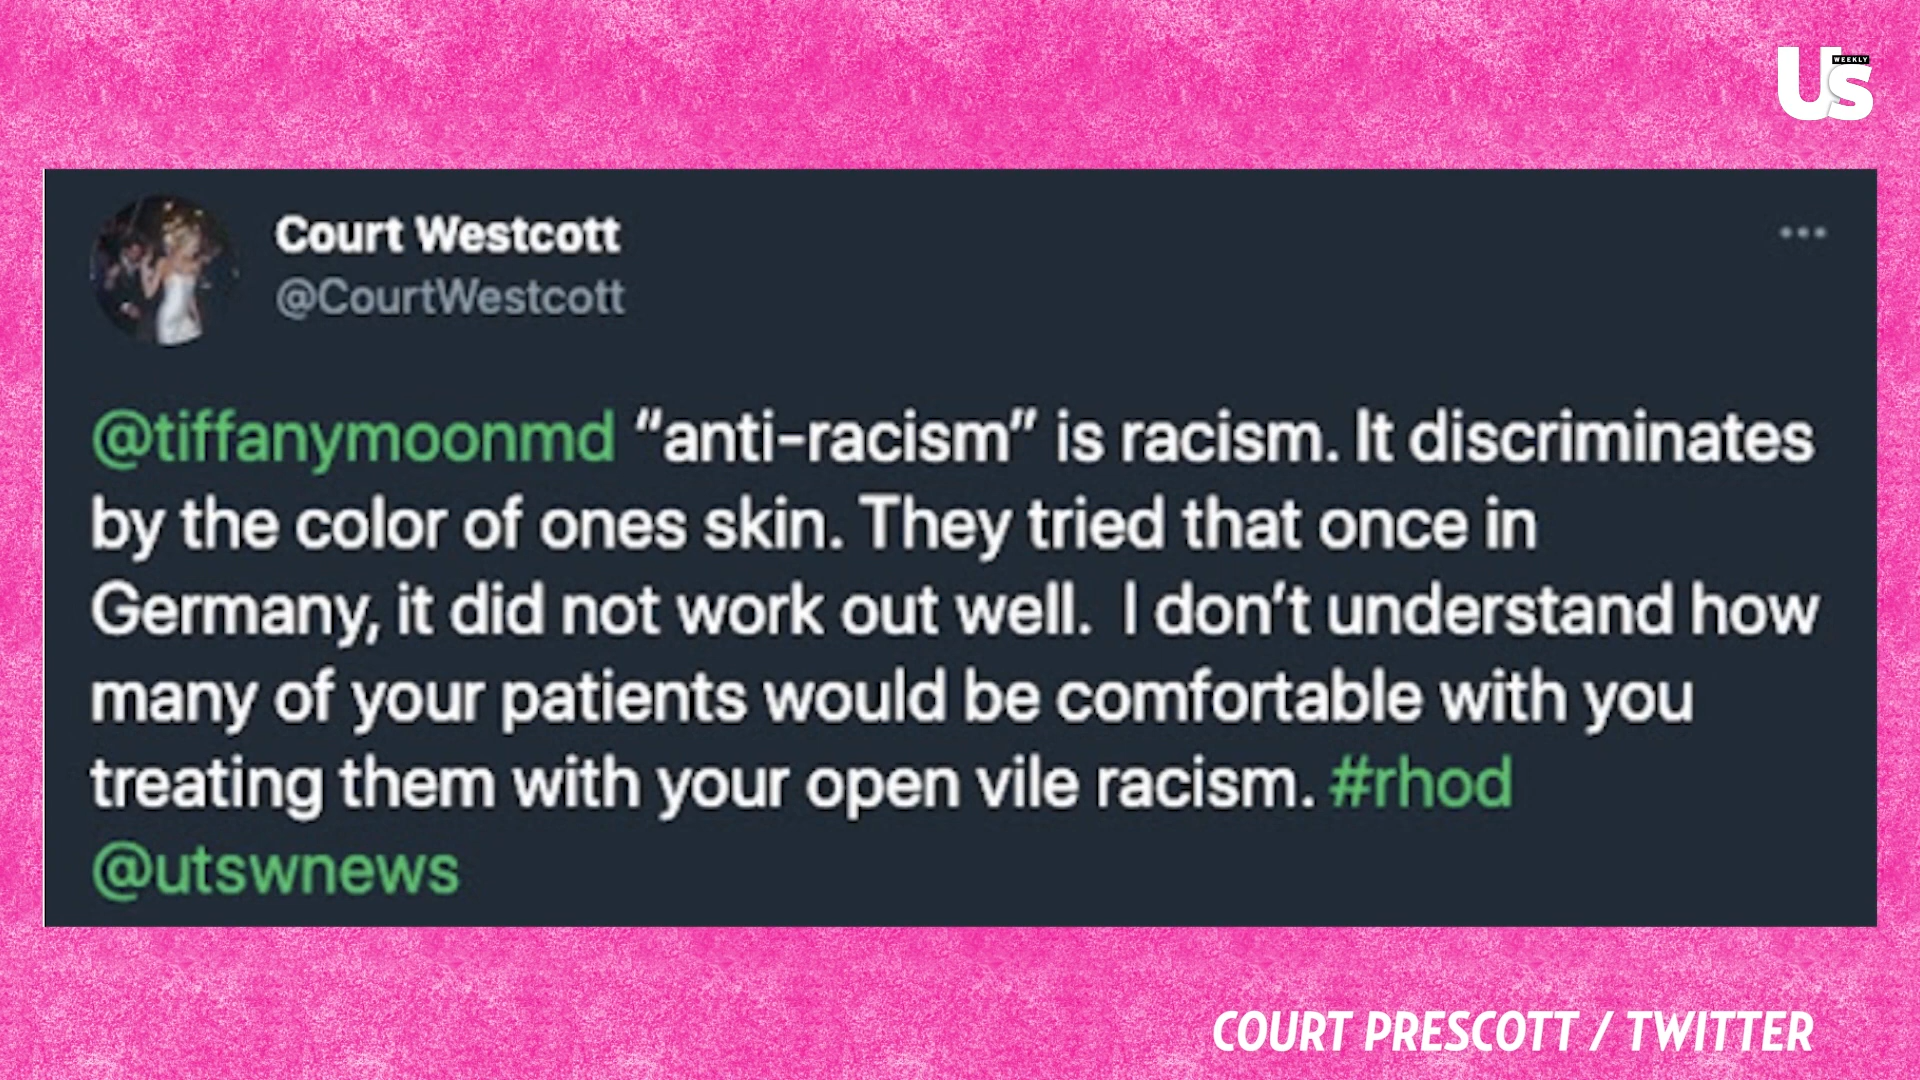 Us
WEEKLY
Court Westcott
@CourtWestcott
@tiffanymoonmd “anti-racism” is racism. It discriminates
by the color of ones skin. They tried that once in
Germany, it did not work out well.  I don’t understand how
many of your patients would be comfortable with you
treating them with your open vile racism. #rhod
@utswnews
COURT PRESCOTT / TWITTER